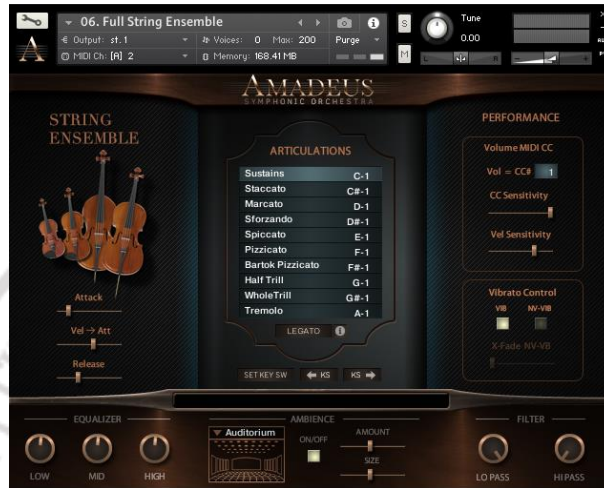 06. Full String Ensemble
Output: st.1
Voices: 0 Max: 200
Purge
MIDI Ch: [A] 2
Memory: 168.41 MB
S
M
Tune
0.00
L R
AMADEUS
SYMPHONIC ORCHESTRA
STRING
ENSEMBLE
Attack
Vel → Att
Release
ARTICULATIONS
Sustains C-1
Staccato C#-1
Marcato D-1
Sforzando D#-1
Spiccato E-1
Pizzicato F-1
Bartok Pizzicato F#-1
Half Trill G-1
WholeTrill G#-1
Tremolo A-1
LEGATO i
SET KEY SW ← KS KS →
PERFORMANCE
Volume MIDI CC
Vol = CC# 1
CC Sensitivity
Vel Sensitivity
Vibrato Control
VIB NV-VIB
X-Fade NV-VB
EQUALIZER
LOW MID HIGH
AMBIENCE
Auditorium
ON/OFF
AMOUNT
SIZE
FILTER
LO PASS HI PASS